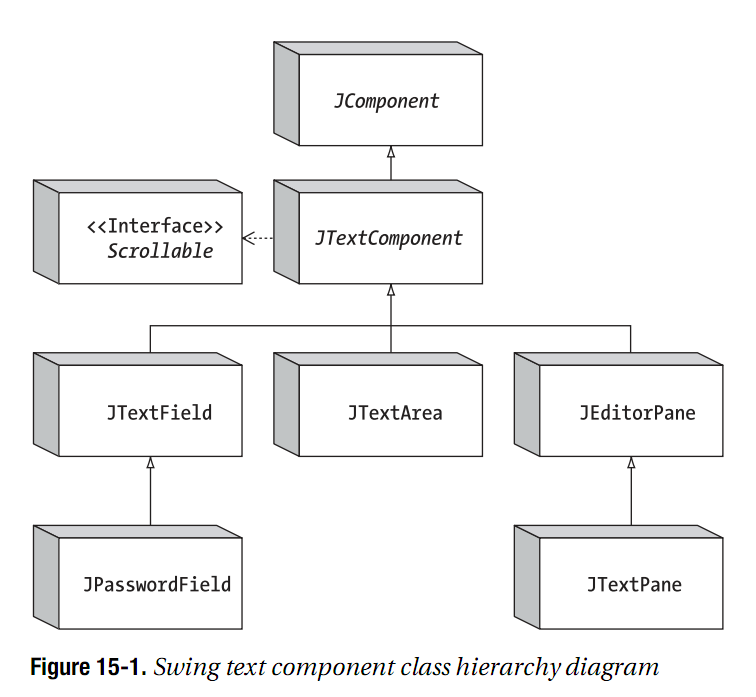 JComponent
<<Interface>>
Scrollable
JTextComponent
JTextField
JTextArea
JEditorPane
JPasswordField
JTextPane
Figure 15-1. Swing text component class hierarchy diagram